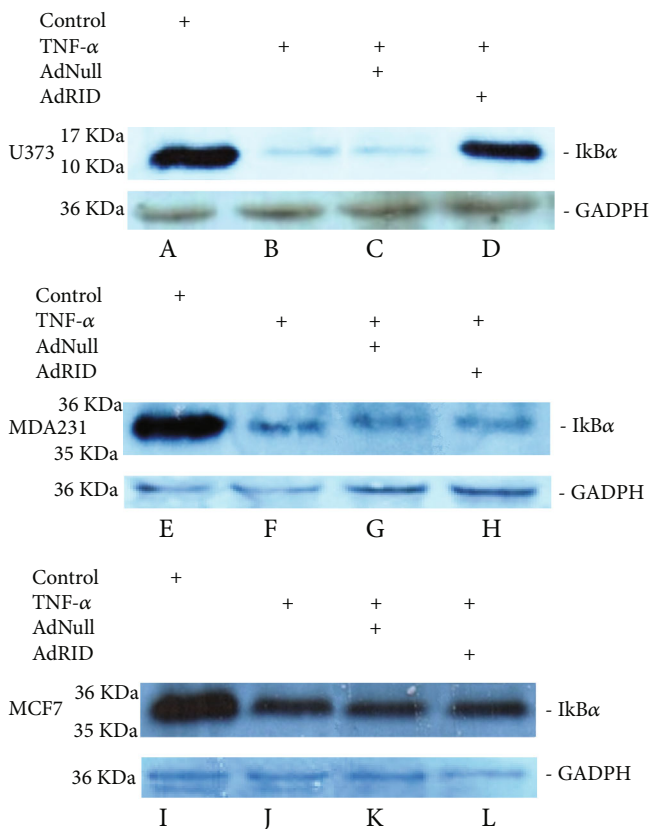 Control +
TNF-α + + +
AdNull +
AdRID +
17 KDa
U373 - IkBα
10 KDa
36 KDa - GADPH
A B C D
Control +
TNF-α + + +
AdNull +
AdRID +
36 KDa
MDA231 - IkBα
35 KDa
36 KDa - GADPH
E F G H
Control +
TNF-α + + +
AdNull +
AdRID +
36 KDa
MCF7 - IkBα
35 KDa
36 KDa - GADPH
I J K L